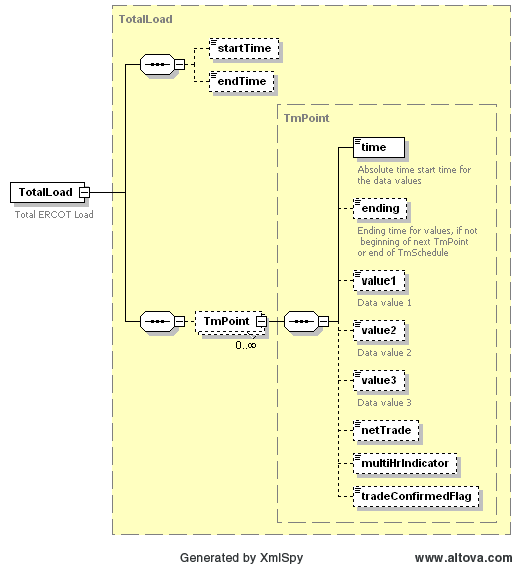 TotalLoad
startTime
endTime
TmPoint
time
Absolute time start time for
the data values
TotalLoad
Total ERCOT Load
ending
Ending time for values, if not
beginning of next TmPoint
or end of TmSchedule
value1
Data value 1
TmPoint
0..∞
value2
Data value 2
value3
Data value 3
netTrade
multiHrIndicator
tradeConfirmedFlag
Generated by XmlSpy
www.altova.com